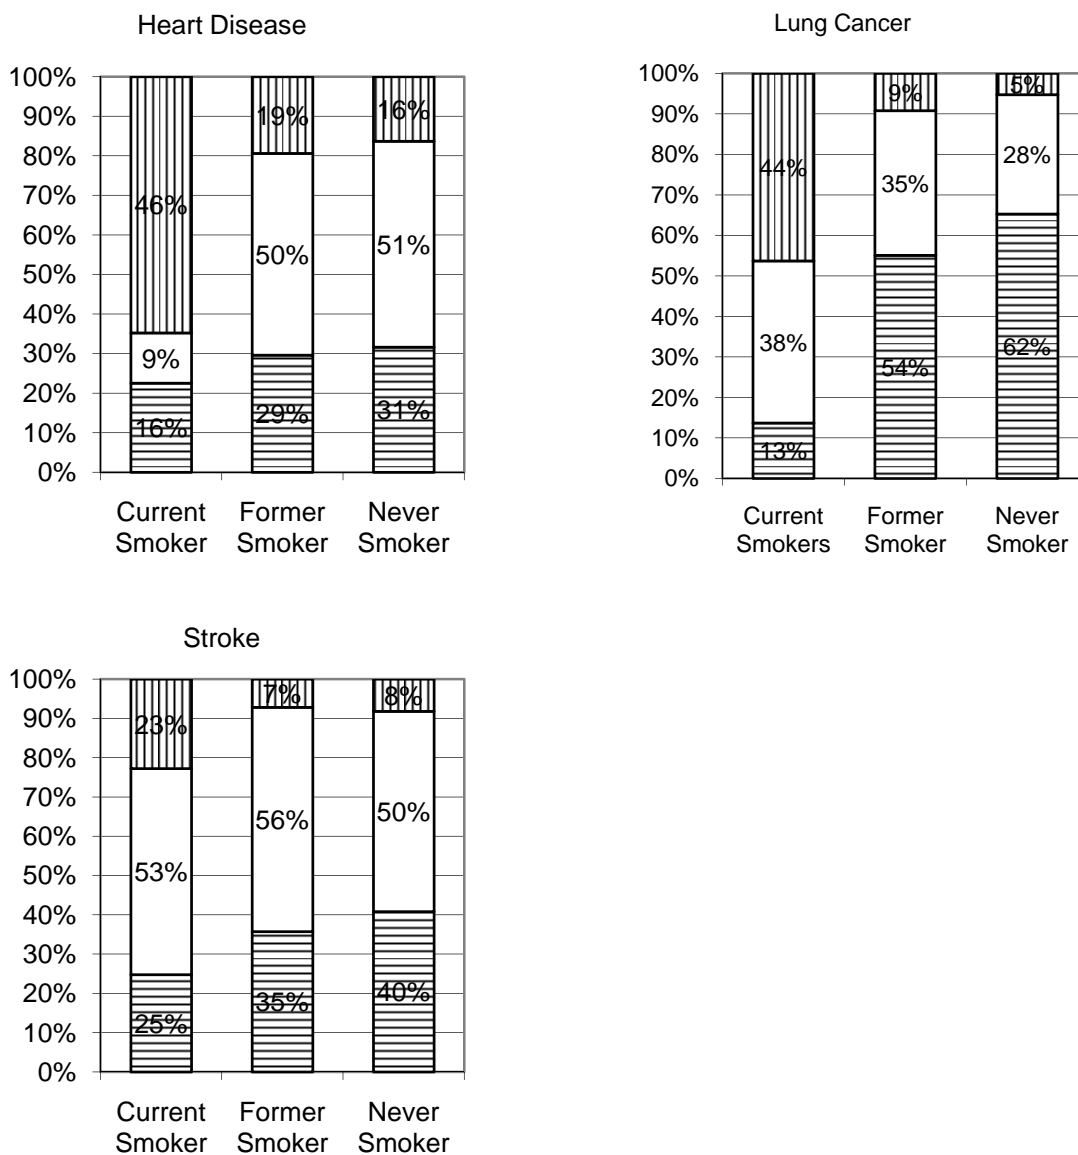 Heart Disease
100%
90%
80%
70%
60%
50%
40%
30%
20%
10%
0%
46%
9%
16%
19%
50%
29%
16%
51%
31%
Current
Smoker
Former
Smoker
Never
Smoker
Lung Cancer
100%
90%
80%
70%
60%
50%
40%
30%
20%
10%
0%
44%
38%
13%
9%
35%
54%
5%
28%
62%
Current
Smokers
Former
Smoker
Never
Smoker
Stroke
100%
90%
80%
70%
60%
50%
40%
30%
20%
10%
0%
23%
53%
25%
7%
56%
35%
8%
50%
40%
Current
Smoker
Former
Smoker
Never
Smoker